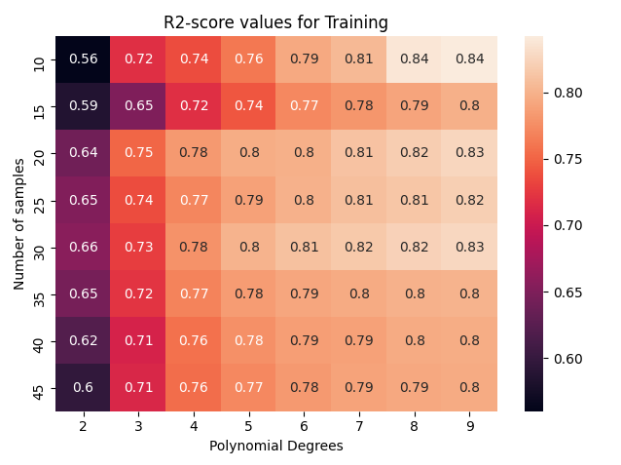 R2-score values for Training
Number of samples
10 0.56 0.72 0.74 0.76 0.79 0.81 0.84 0.84
15 0.59 0.65 0.72 0.74 0.77 0.78 0.79 0.8
20 0.64 0.75 0.78 0.8 0.8 0.81 0.82 0.83
25 0.65 0.74 0.77 0.79 0.8 0.81 0.81 0.82
30 0.66 0.73 0.78 0.8 0.81 0.82 0.82 0.83
35 0.65 0.72 0.77 0.78 0.79 0.8 0.8 0.8
40 0.62 0.71 0.76 0.78 0.79 0.79 0.8 0.8
45 0.6 0.71 0.76 0.77 0.78 0.79 0.79 0.8
2 3 4 5 6 7 8 9
Polynomial Degrees
0.80
0.75
0.70
0.65
0.60